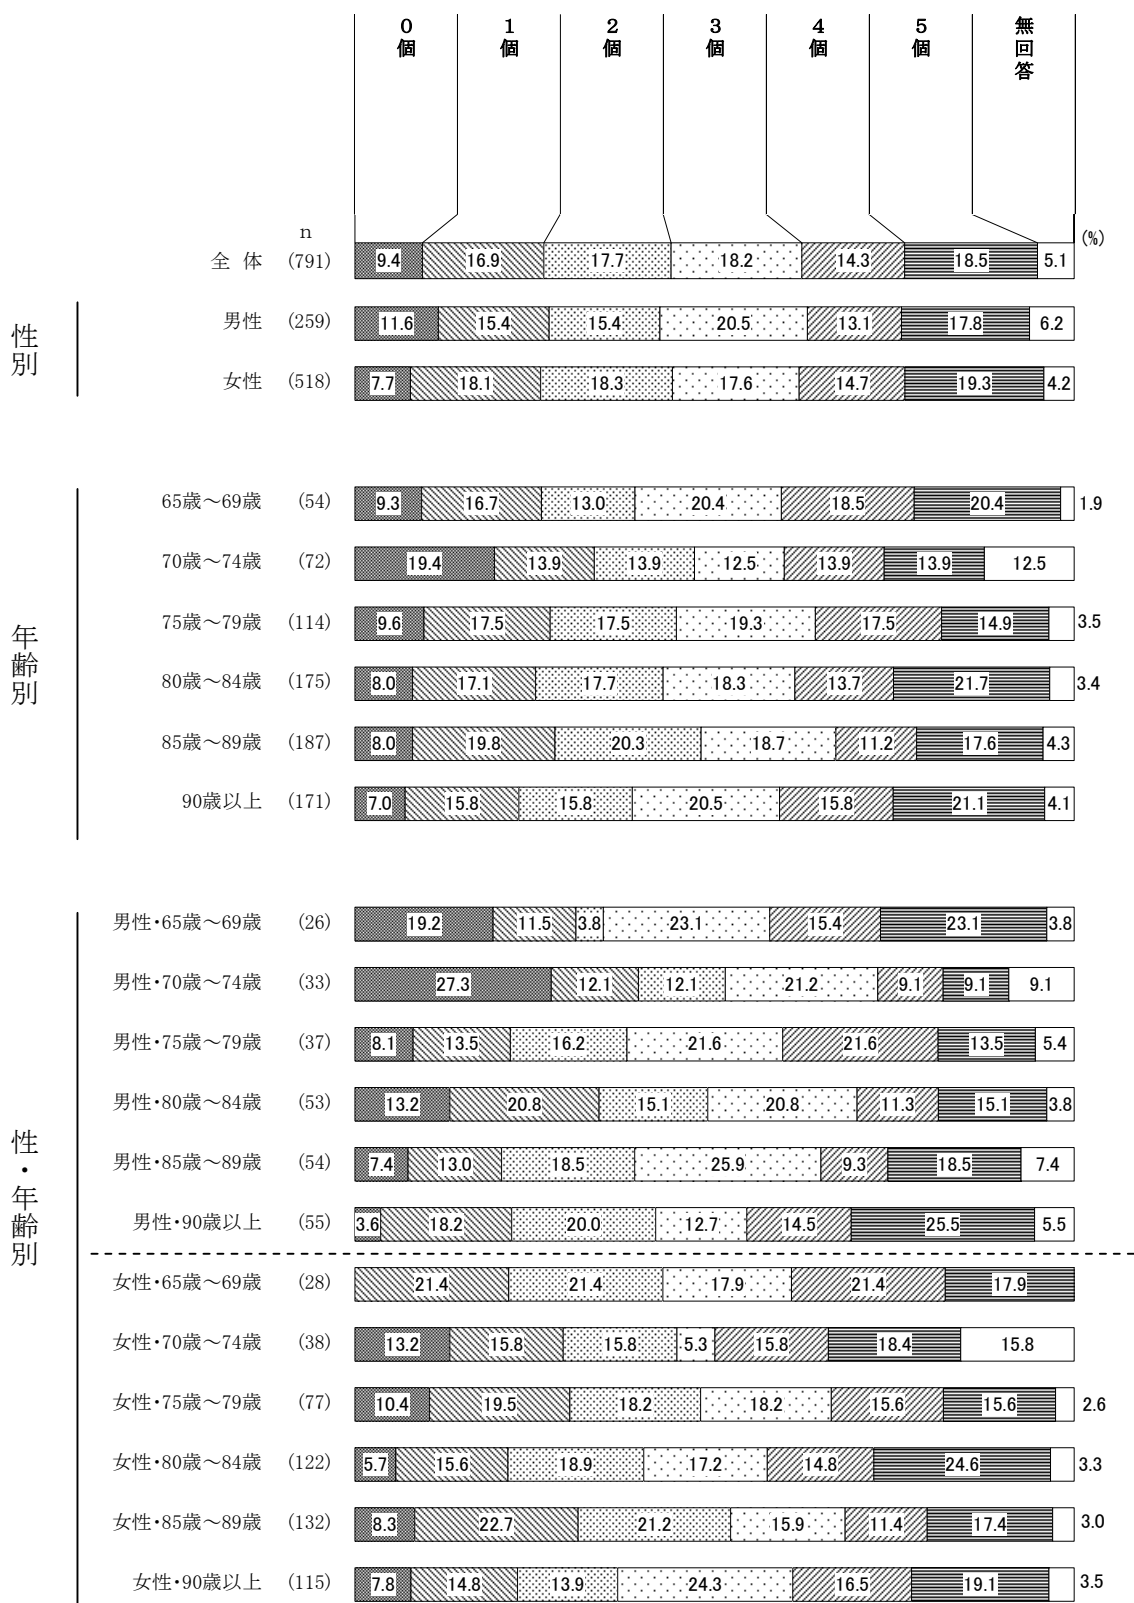 0個 1個 2個 3個 4個 5個 無回答
n (%)
全 体 (791) 9.4 16.9 17.7 18.2 14.3 18.5 5.1
性別
男性 (259) 11.6 15.4 15.4 20.5 13.1 17.8 6.2
女性 (518) 7.7 18.1 18.3 17.6 14.7 19.3 4.2
年齢別
65歳～69歳 (54) 9.3 16.7 13.0 20.4 18.5 20.4 1.9
70歳～74歳 (72) 19.4 13.9 13.9 12.5 13.9 13.9 12.5
75歳～79歳 (114) 9.6 17.5 17.5 19.3 17.5 14.9 3.5
80歳～84歳 (175) 8.0 17.1 17.7 18.3 13.7 21.7 3.4
85歳～89歳 (187) 8.0 19.8 20.3 18.7 11.2 17.6 4.3
90歳以上 (171) 7.0 15.8 15.8 20.5 15.8 21.1 4.1
性・年齢別
男性・65歳～69歳 (26) 19.2 11.5 3.8 23.1 15.4 23.1 3.8
男性・70歳～74歳 (33) 27.3 12.1 12.1 21.2 9.1 9.1 9.1
男性・75歳～79歳 (37) 8.1 13.5 16.2 21.6 21.6 13.5 5.4
男性・80歳～84歳 (53) 13.2 20.8 15.1 20.8 11.3 15.1 3.8
男性・85歳～89歳 (54) 7.4 13.0 18.5 25.9 9.3 18.5 7.4
男性・90歳以上 (55) 3.6 18.2 20.0 12.7 14.5 25.5 5.5
女性・65歳～69歳 (28) 21.4 21.4 17.9 21.4 17.9
女性・70歳～74歳 (38) 13.2 15.8 15.8 5.3 15.8 18.4 15.8
女性・75歳～79歳 (77) 10.4 19.5 18.2 18.2 15.6 15.6 2.6
女性・80歳～84歳 (122) 5.7 15.6 18.9 17.2 14.8 24.6 3.3
女性・85歳～89歳 (132) 8.3 22.7 21.2 15.9 11.4 17.4 3.0
女性・90歳以上 (115) 7.8 14.8 13.9 24.3 16.5 19.1 3.5